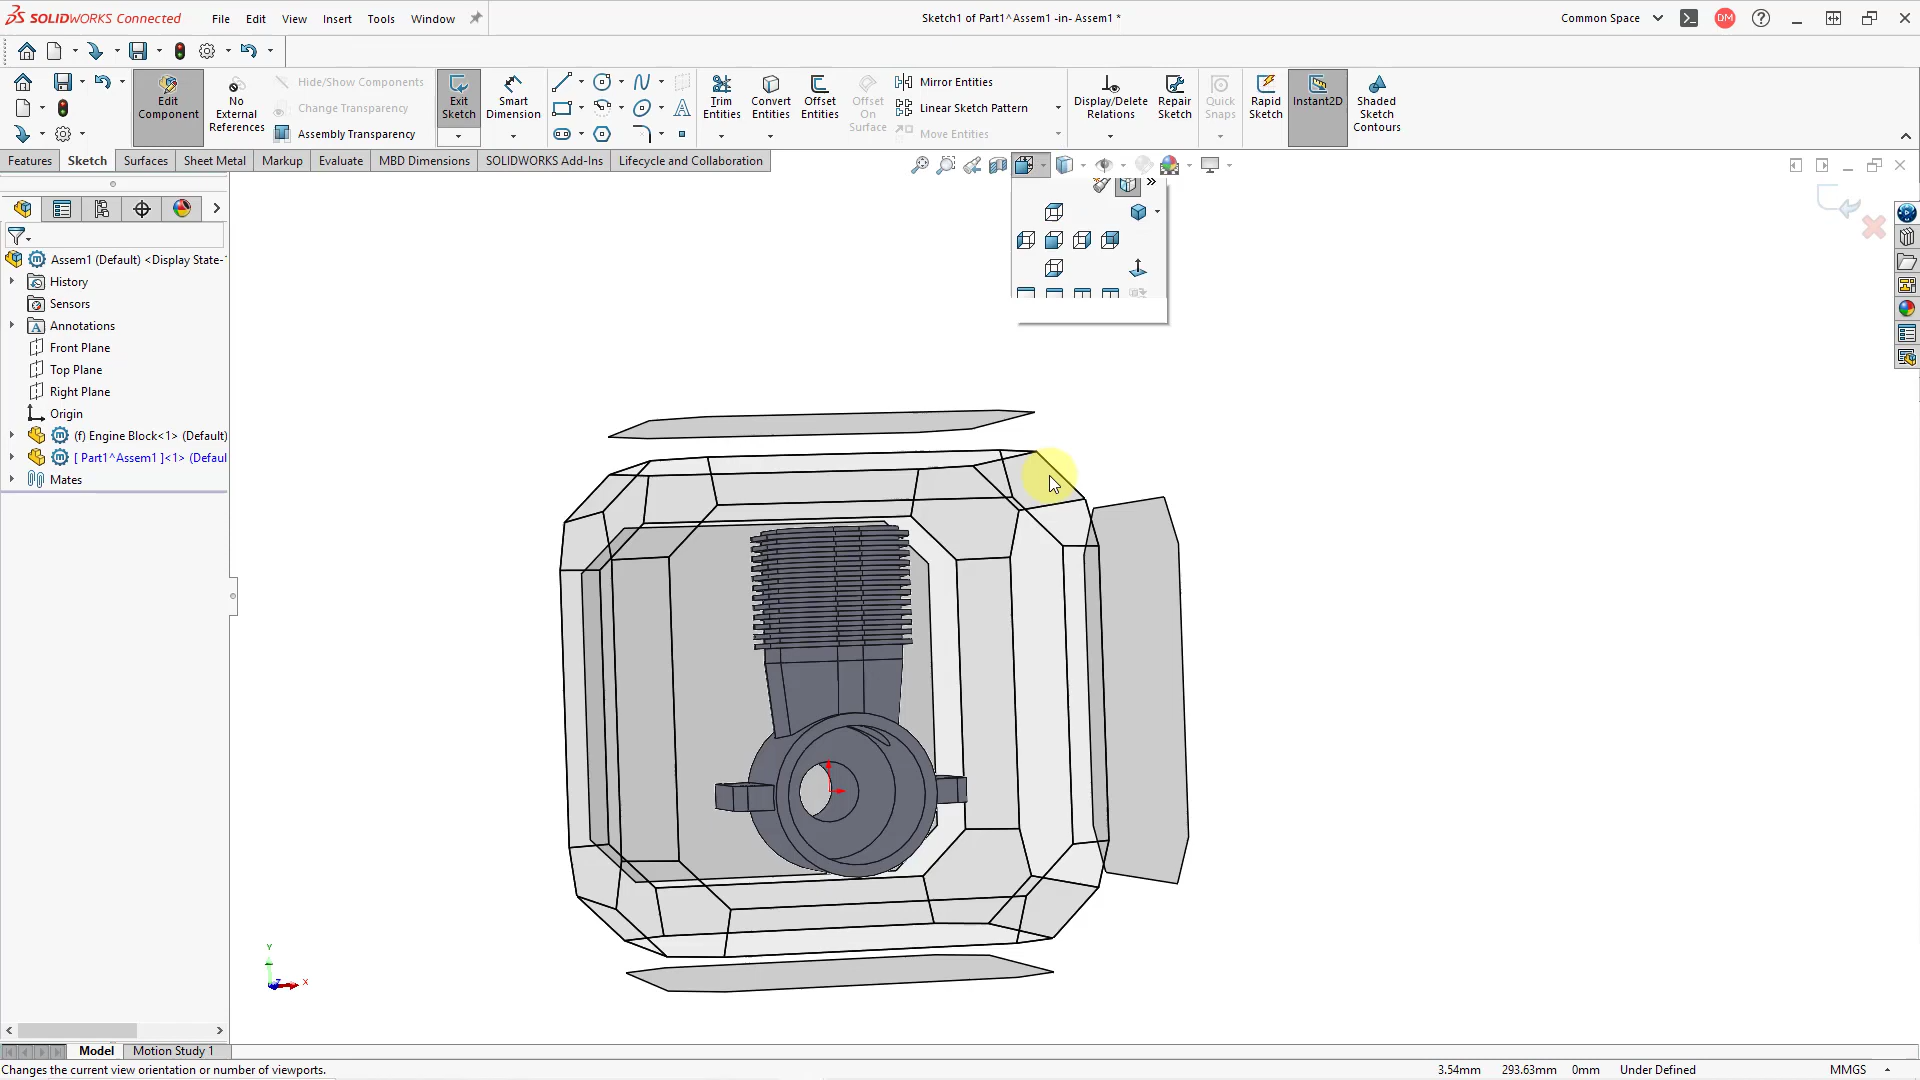 SOLIDWORKS Connected
File Edit View Insert Tools Window
Sketch1 of Part1^Assem1 -in- Assem1 *
Common Space
DM
Edit Component
No External References
Hide/Show Components
Change Transparency
Assembly Transparency
Exit Sketch
Smart Dimension
Trim Entities
Convert Entities
Offset Entities
Offset On Surface
Mirror Entities
Linear Sketch Pattern
Move Entities
Display/Delete Relations
Repair Sketch
Quick Snaps
Rapid Sketch
Instant2D
Shaded Sketch Contours
Features Sketch Surfaces Sheet Metal Markup Evaluate MBD Dimensions SOLIDWORKS Add-Ins Lifecycle and Collaboration
Assem1 (Default) <Display State-
History
Sensors
Annotations
Front Plane
Top Plane
Right Plane
Origin
(f) Engine Block<1> (Default)
[ Part1^Assem1 ]<1> (Defaul
Mates
Y
Z
X
Model Motion Study 1
Changes the current view orientation or number of viewports.
3.54mm 293.63mm 0mm Under Defined MMGS